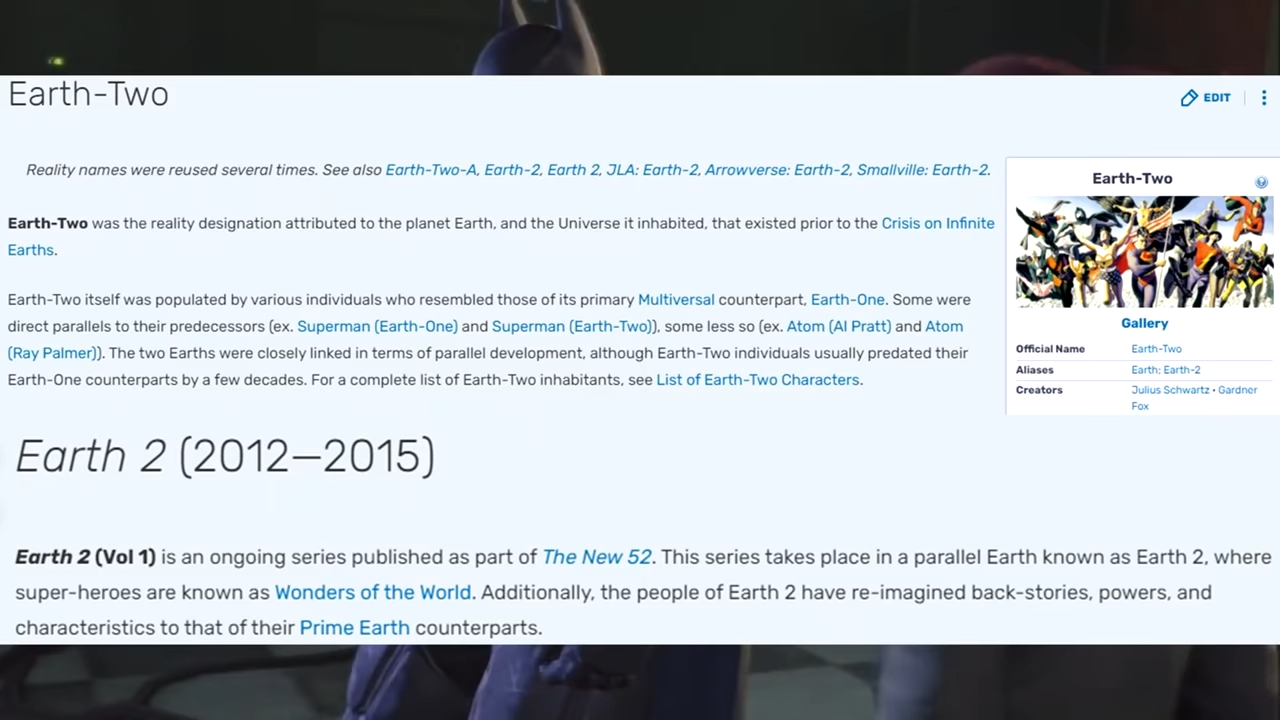 Earth-Two
EDIT
Reality names were reused several times. See also Earth-Two-A, Earth-2, Earth 2, JLA: Earth-2, Arrowverse: Earth-2, Smallville: Earth-2.
Earth-Two was the reality designation attributed to the planet Earth, and the Universe it inhabited, that existed prior to the Crisis on Infinite
Earths.
Earth-Two itself was populated by various individuals who resembled those of its primary Multiversal counterpart, Earth-One. Some were
direct parallels to their predecessors (ex. Superman (Earth-One) and Superman (Earth-Two)), some less so (ex. Atom (Al Pratt) and Atom
(Ray Palmer)). The two Earths were closely linked in terms of parallel development, although Earth-Two individuals usually predated their
Earth-One counterparts by a few decades. For a complete list of Earth-Two inhabitants, see List of Earth-Two Characters.
Earth-Two
?
Gallery
Official Name Earth-Two
Aliases Earth; Earth-2
Creators Julius Schwartz • Gardner
Fox
Earth 2 (2012—2015)
Earth 2 (Vol 1) is an ongoing series published as part of The New 52. This series takes place in a parallel Earth known as Earth 2, where
super-heroes are known as Wonders of the World. Additionally, the people of Earth 2 have re-imagined back-stories, powers, and
characteristics to that of their Prime Earth counterparts.